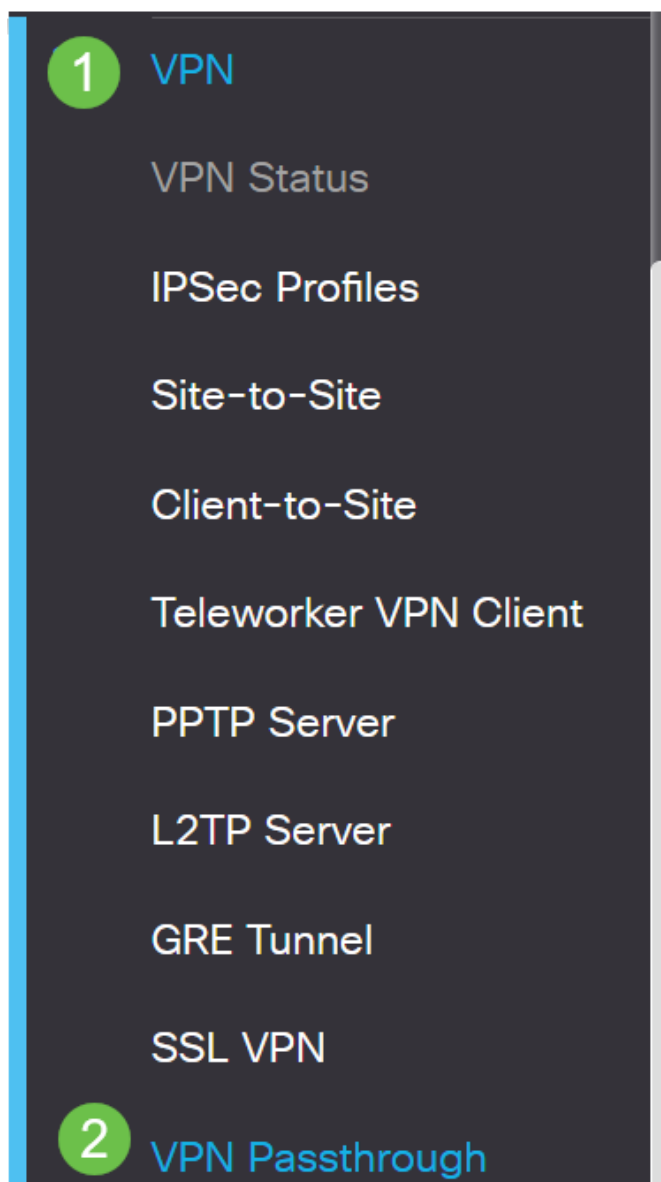 1 VPN
VPN Status
IPSec Profiles
Site-to-Site
Client-to-Site
Teleworker VPN Client
PPTP Server
L2TP Server
GRE Tunnel
SSL VPN
2 VPN Passthrough